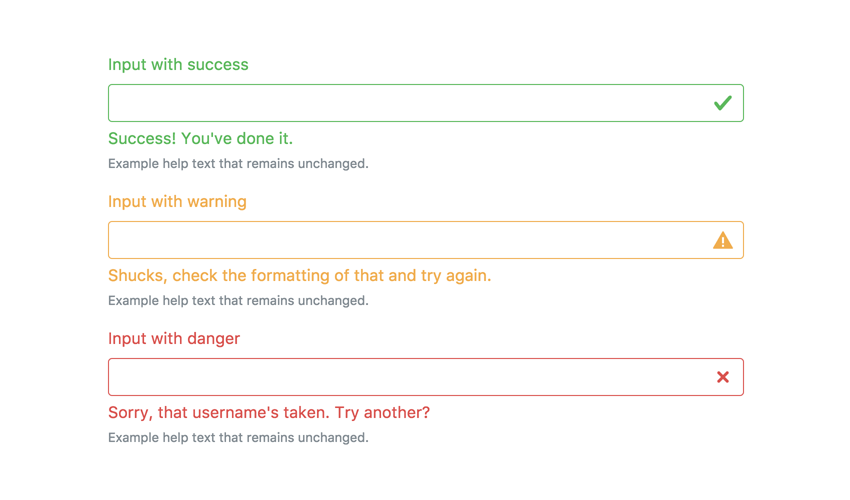 Input with success
Success! You've done it.
Example help text that remains unchanged.
Input with warning
Shucks, check the formatting of that and try again.
Example help text that remains unchanged.
Input with danger
Sorry, that username's taken. Try another?
Example help text that remains unchanged.